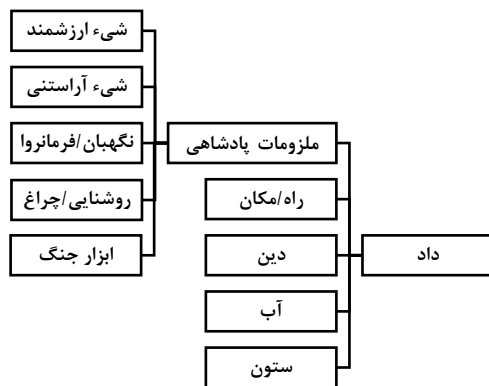 داد
ملزومات پادشاهی
راه/مکان
دین
آب
ستون
شیء ارزشمند
شیء آراستنی
نگهبان/فرمانروا
روشنایی/چراغ
ابزار جنگ